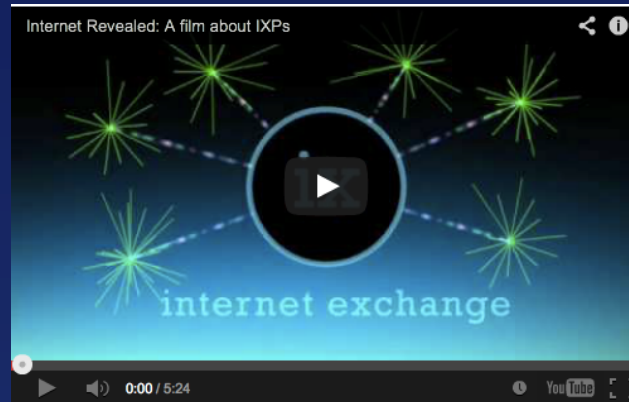 Internet Revealed: A film about IXPs
IX
internet exchange
0:00 / 5:24
YouTube